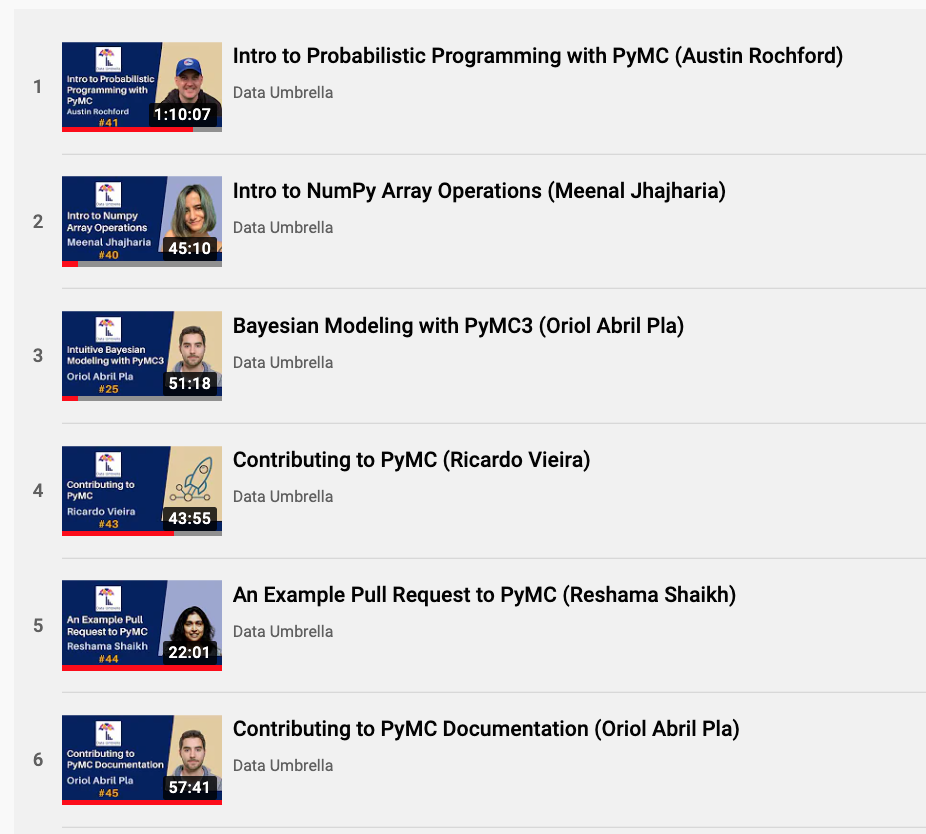 1
Intro to Probabilistic
Programming with
PyMC
Austin Rochford
#41
1:10:07
Intro to Probabilistic Programming with PyMC (Austin Rochford)
Data Umbrella
2
Intro to Numpy
Array Operations
Meenal Jhajharia
#40
45:10
Intro to NumPy Array Operations (Meenal Jhajharia)
Data Umbrella
3
Intuitive Bayesian
Modeling with PyMC3
Oriol Abril Pla
#25
51:18
Bayesian Modeling with PyMC3 (Oriol Abril Pla)
Data Umbrella
4
Contributing to
PyMC
Ricardo Vieira
#43
43:55
Contributing to PyMC (Ricardo Vieira)
Data Umbrella
5
An Example Pull
Request to PyMC
Reshama Shaikh
#44
22:01
An Example Pull Request to PyMC (Reshama Shaikh)
Data Umbrella
6
Contributing to
PyMC Documentation
Oriol Abril Pla
#45
57:41
Contributing to PyMC Documentation (Oriol Abril Pla)
Data Umbrella